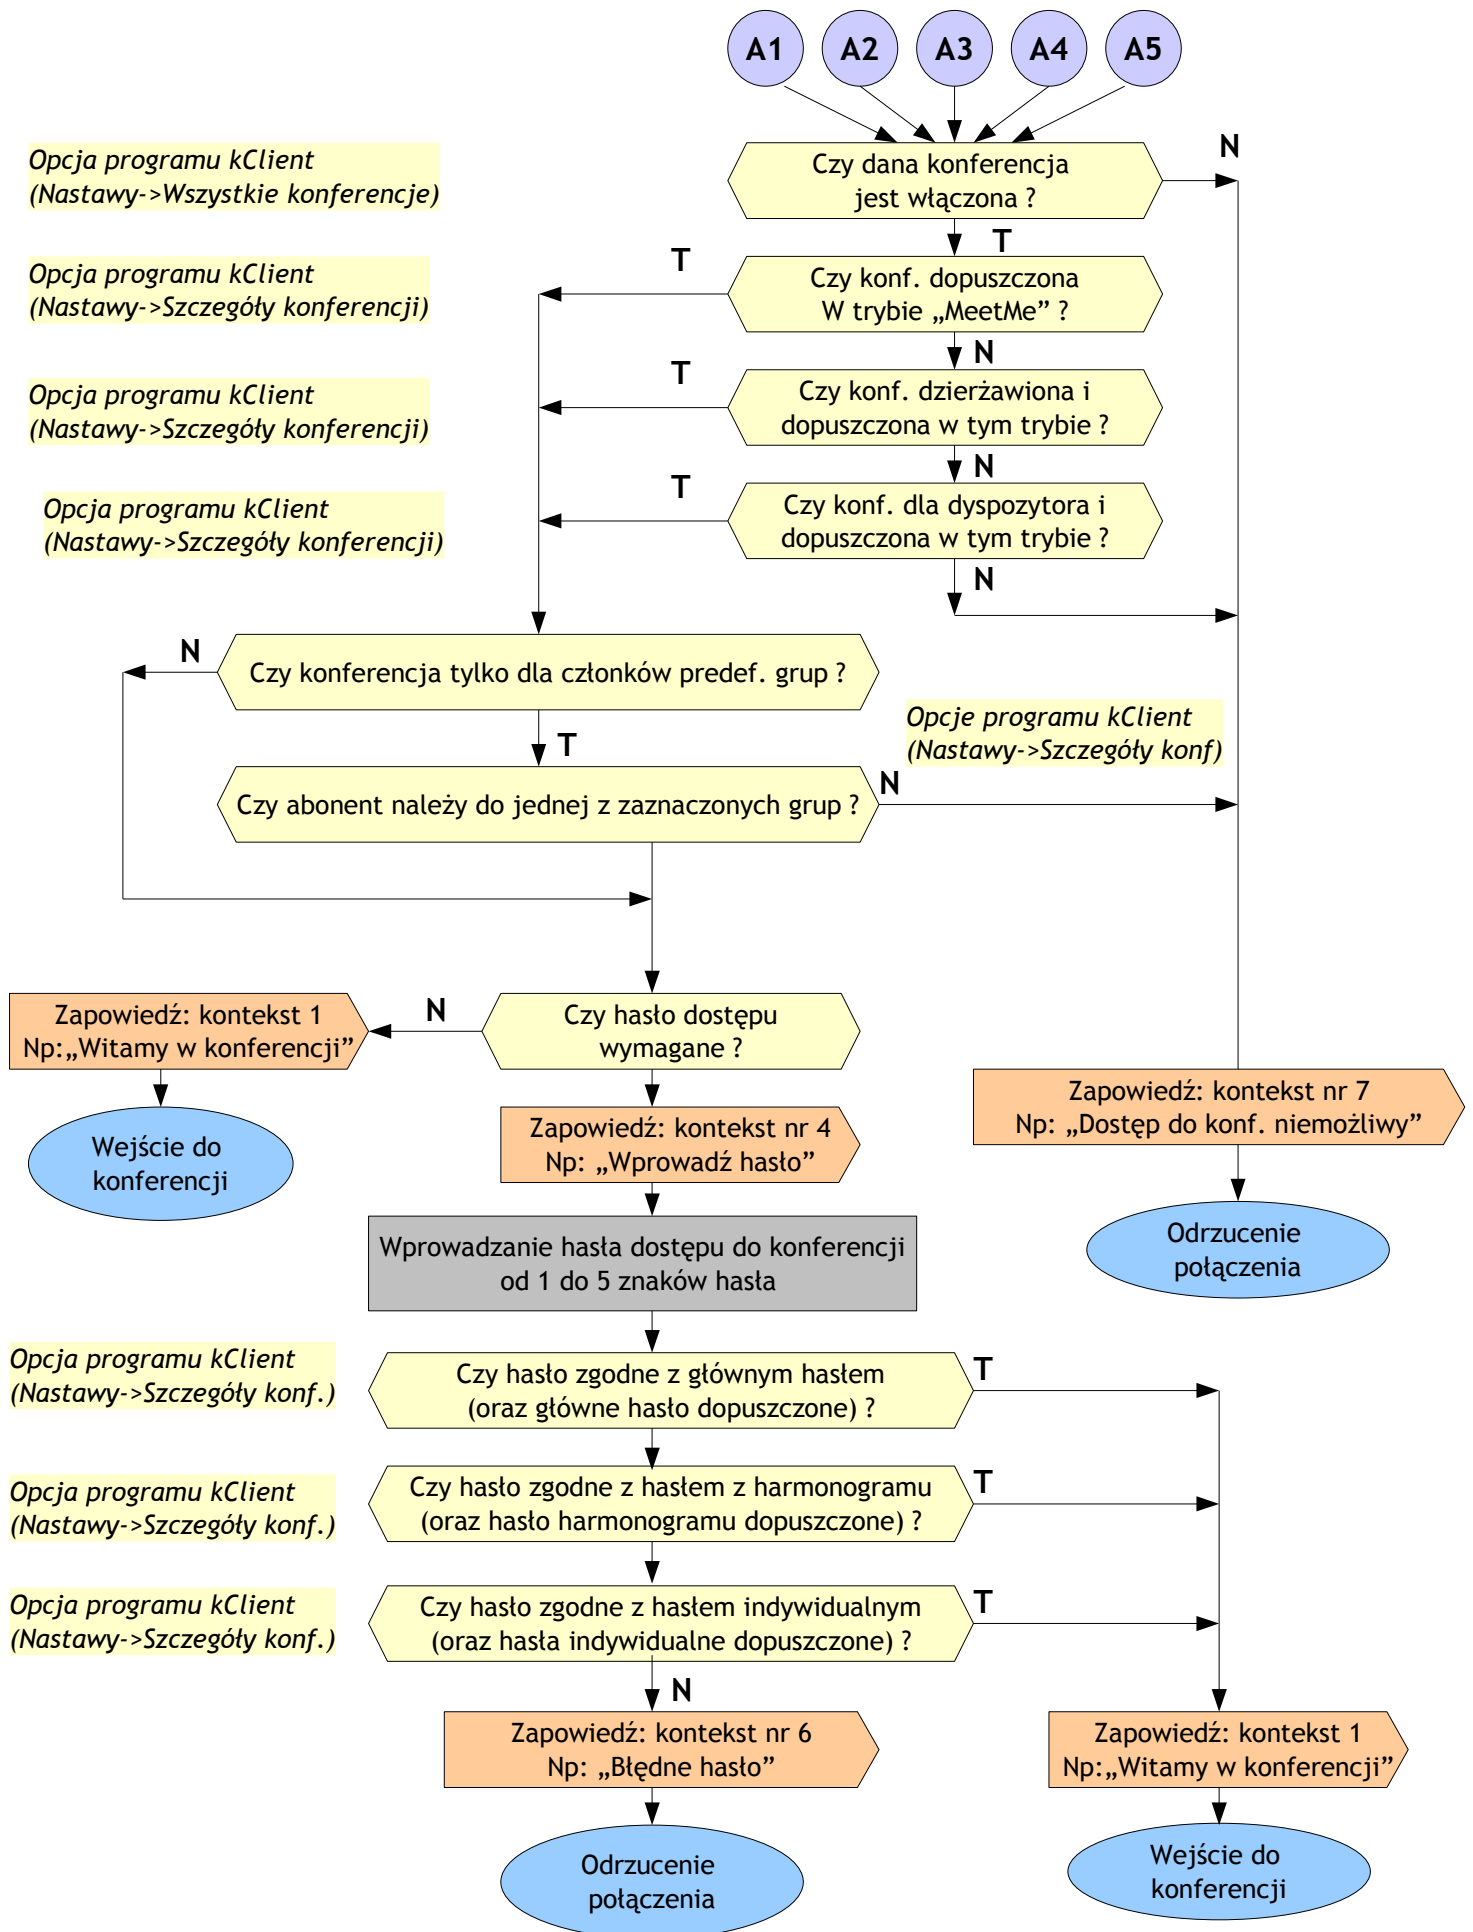 A1 A2 A3 A4 A5
Opcja programu kClient
(Nastawy->Wszystkie konferencje)
Czy dana konferencja
jest włączona ?
N
T
Opcja programu kClient
(Nastawy->Szczegóły konferencji)
T
Czy konf. dopuszczona
W trybie „MeetMe” ?
N
Opcja programu kClient
(Nastawy->Szczegóły konferencji)
T
Czy konf. dzierżawiona i
dopuszczona w tym trybie ?
N
Opcja programu kClient
(Nastawy->Szczegóły konferencji)
T
Czy konf. dla dyspozytora i
dopuszczona w tym trybie ?
N
N
Czy konferencja tylko dla członków predef. grup ?
T
Opcje programu kClient
(Nastawy->Szczegóły konf)
Czy abonent należy do jednej z zaznaczonych grup ?
N
Zapowiedź: kontekst 1
Np:„Witamy w konferencji”
N
Czy hasło dostępu
wymagane ?
Wejście do
konferencji
Zapowiedź: kontekst nr 4
Np: „Wprowadź hasło”
Zapowiedź: kontekst nr 7
Np: „Dostęp do konf. niemożliwy”
Odrzucenie
połączenia
Wprowadzanie hasła dostępu do konferencji
od 1 do 5 znaków hasła
Opcja programu kClient
(Nastawy->Szczegóły konf.)
Czy hasło zgodne z głównym hasłem
(oraz główne hasło dopuszczone) ?
T
Opcja programu kClient
(Nastawy->Szczegóły konf.)
Czy hasło zgodne z hasłem z harmonogramu
(oraz hasło harmonogramu dopuszczone) ?
T
Opcja programu kClient
(Nastawy->Szczegóły konf.)
Czy hasło zgodne z hasłem indywidualnym
(oraz hasła indywidualne dopuszczone) ?
T
N
Zapowiedź: kontekst nr 6
Np: „Błędne hasło”
Zapowiedź: kontekst 1
Np:„Witamy w konferencji”
Odrzucenie
połączenia
Wejście do
konferencji